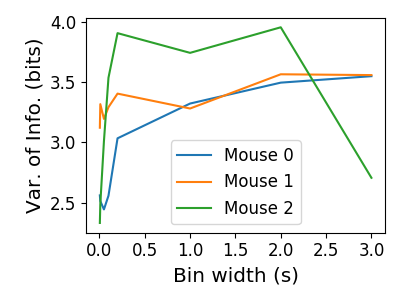 4.0
3.5
3.0
2.5
Var. of Info. (bits)
Mouse 0
Mouse 1
Mouse 2
0.0 0.5 1.0 1.5 2.0 2.5 3.0
Bin width (s)